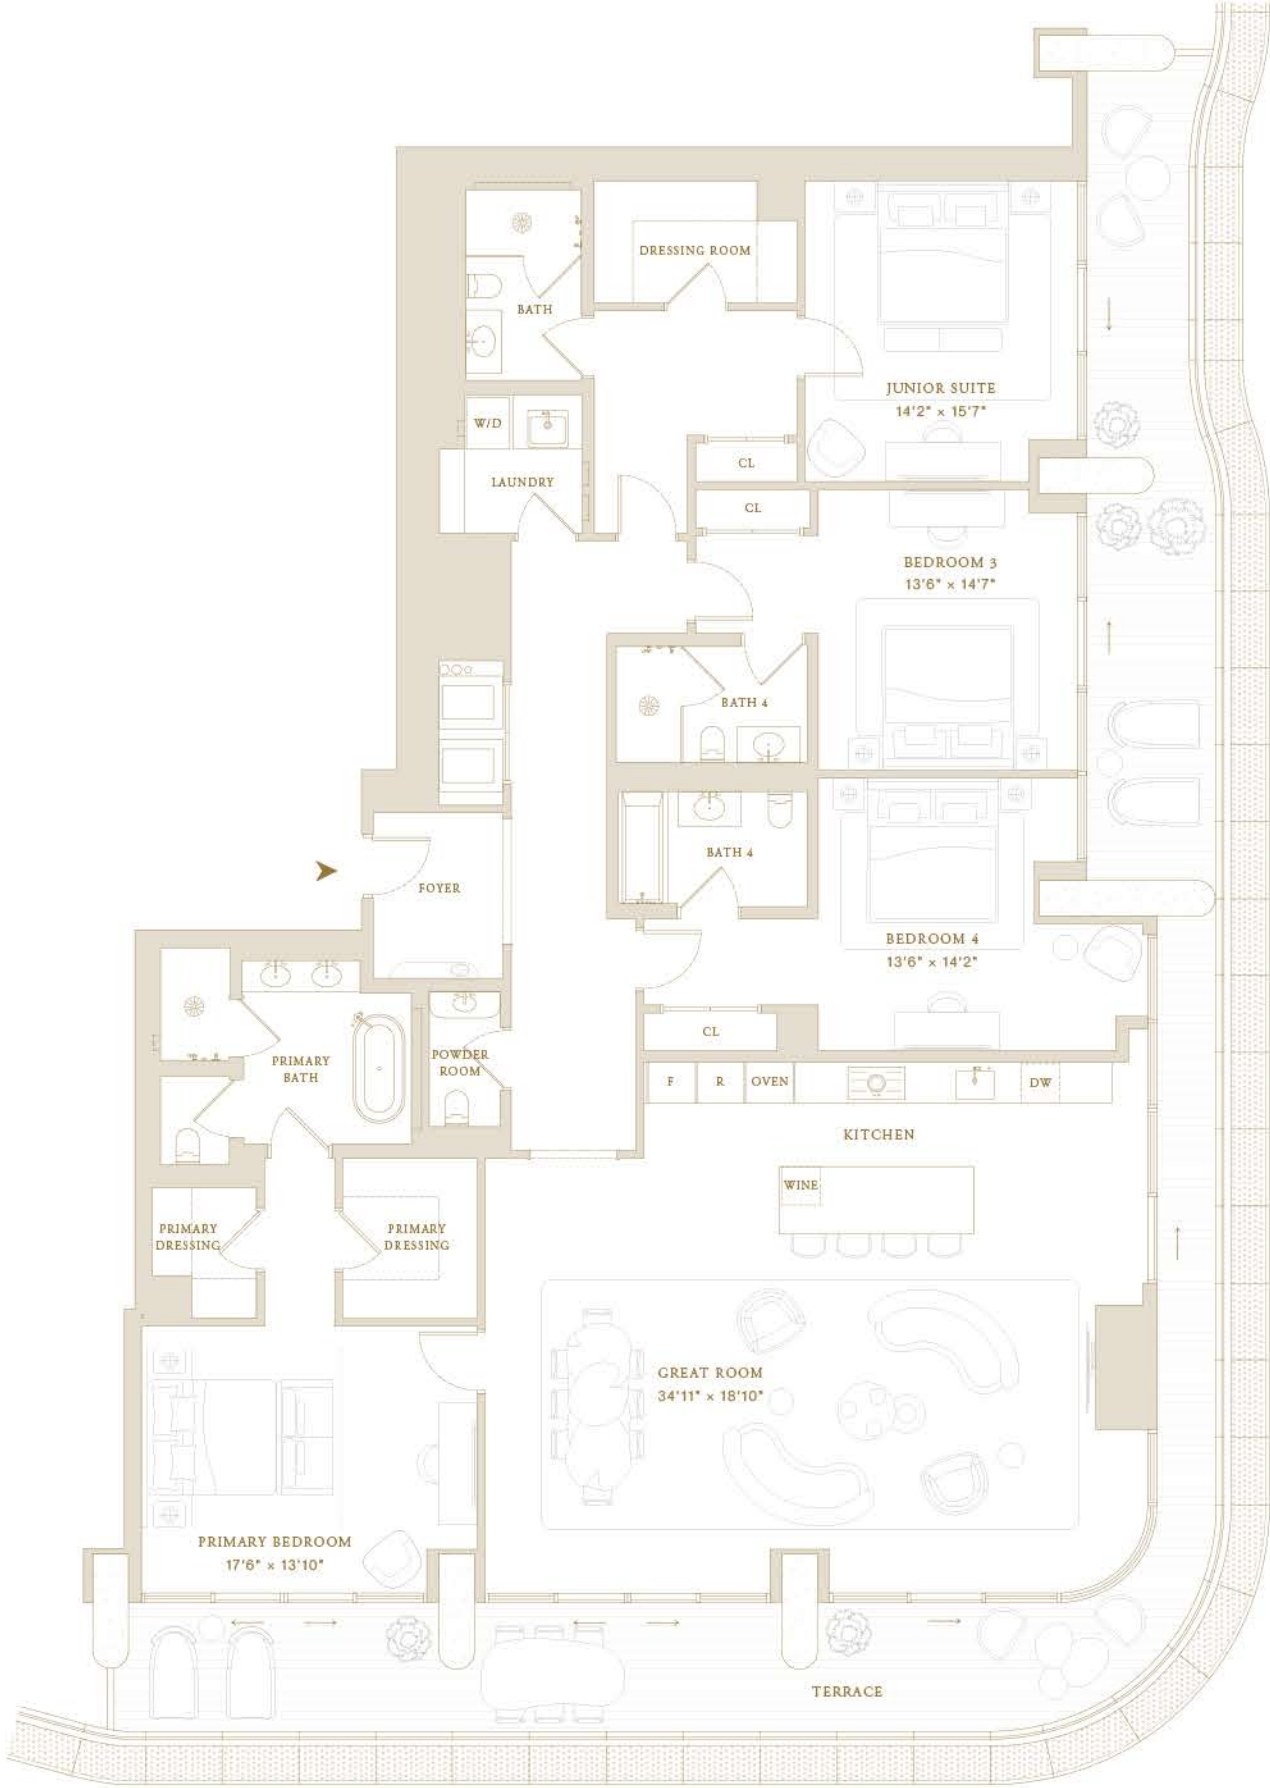 DRESSING ROOM
BATH
JUNIOR SUITE
14'2" × 15'7"
W/D
CL
LAUNDRY
CL
BEDROOM 3
13'6" × 14'7"
BATH 4
BATH 4
FOYER
BEDROOM 4
13'6" × 14'2"
CL
POWDER
ROOM
PRIMARY
BATH
F
R
OVEN
DW
KITCHEN
WINE
PRIMARY
DRESSING
PRIMARY
DRESSING
GREAT ROOM
34'11" × 18'10"
PRIMARY BEDROOM
17'6" × 13'10"
TERRACE